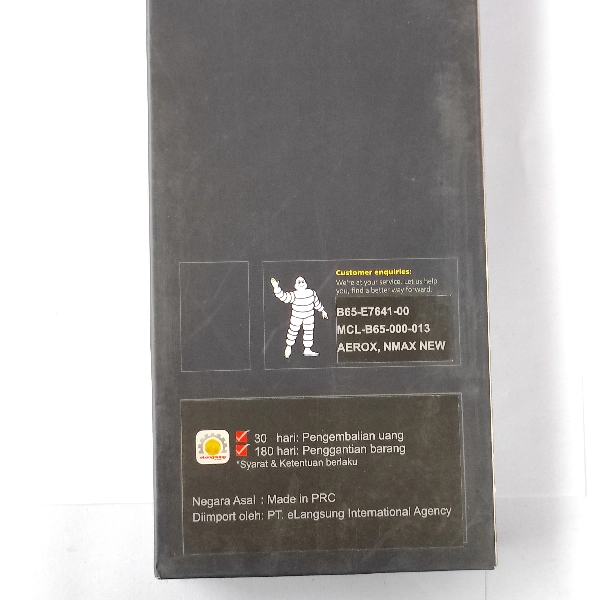 Customer enquiries:
We're at your service. Let us help
you, find a better way forward.
B65-E7641-00
MCL-B65-000-013
AEROX, NMAX NEW
eLangsung
30 hari: Pengembalian uang
180 hari: Penggantian barang
*Syarat & Ketentuan berlaku
Negara Asal : Made in PRC
Diimport oleh: PT. eLangsung International Agency